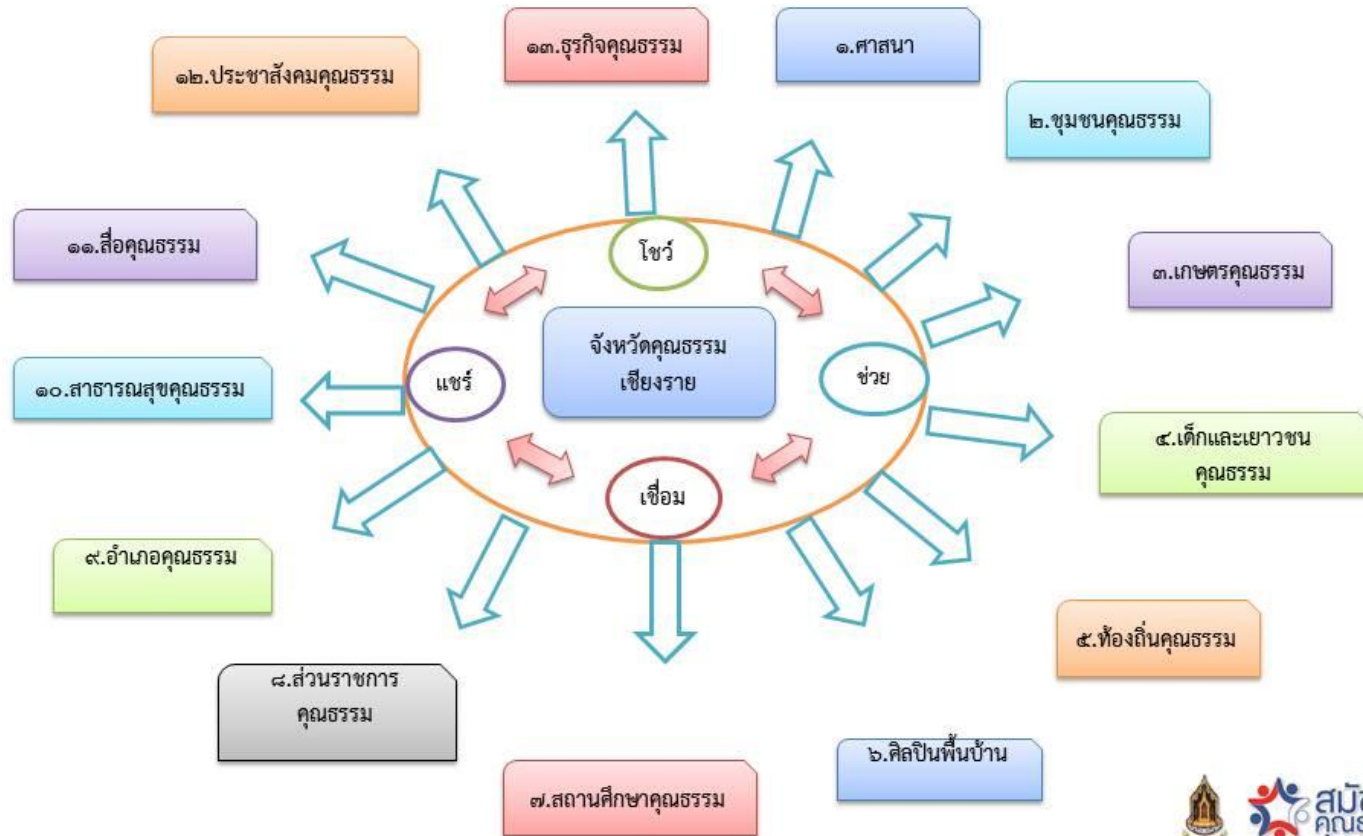 ๑๓.ธุรกิจคุณธรรม
๑.ศาสนา
๑๒.ประชาสังคมคุณธรรม
๒.ชุมชนคุณธรรม
๑๑.สื่อคุณธรรม
โชว์
๓.เกษตรคุณธรรม
จังหวัดคุณธรรม
เชียงราย
แชร์
ช่วย
๑๐.สาธารณสุขคุณธรรม
๔.เด็กและเยาวชน
คุณธรรม
เชื่อม
๙.อำเภอคุณธรรม
๕.ท้องถิ่นคุณธรรม
๘.ส่วนราชการ
คุณธรรม
๖.ศิลปินพื้นบ้าน
๗.สถานศึกษาคุณธรรม